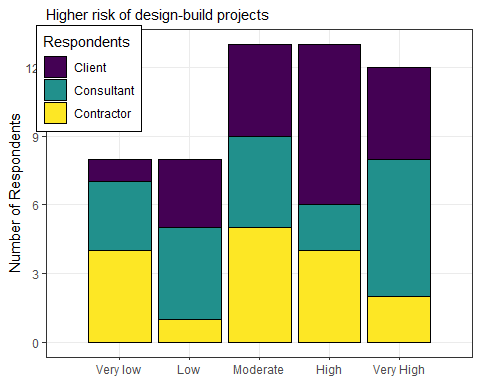 Higher risk of design-build projects
Respondents
Client
Consultant
Contractor
Number of Respondents
12
9
6
3
0
Very low
Low
Moderate
High
Very High